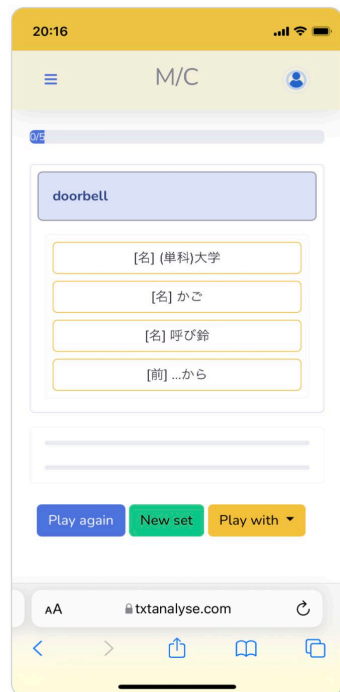 20:16
M/C
0/5
doorbell
[名] (単科)大学
[名] かご
[名] 呼び鈴
[前] ...から
Play again New set Play with
AA txtanalyse.com